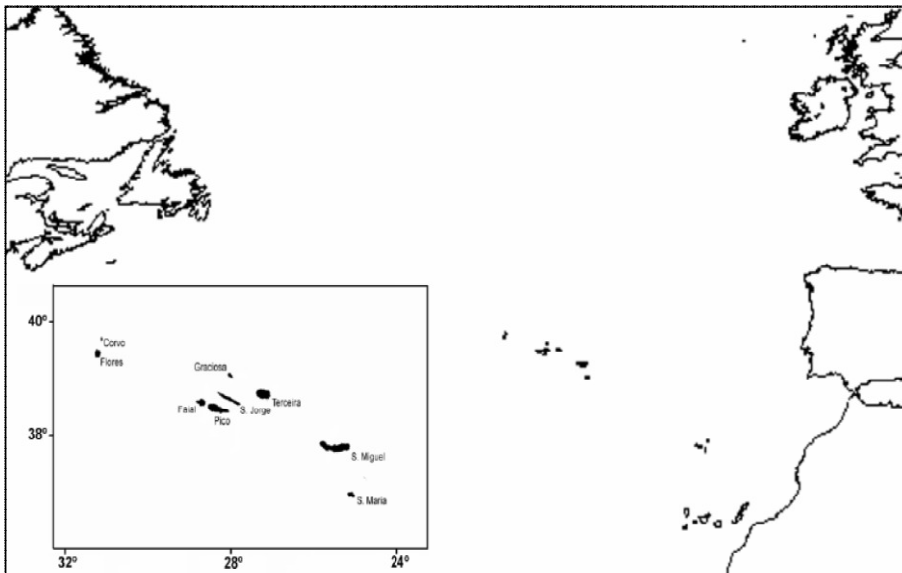 40º
Corvo
Flores
Graciosa
Faial
Pico
S. Jorge
Terceira
38º
S. Miguel
S. Maria
32º
28º
24º